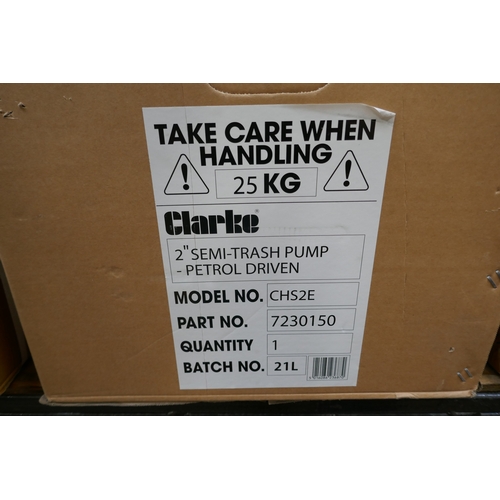 TAKE CARE WHEN
HANDLING
25 KG
Clarke®
2" SEMI-TRASH PUMP
- PETROL DRIVEN
MODEL NO. CHS2E
PART NO. 7230150
QUANTITY 1
BATCH NO. 21L